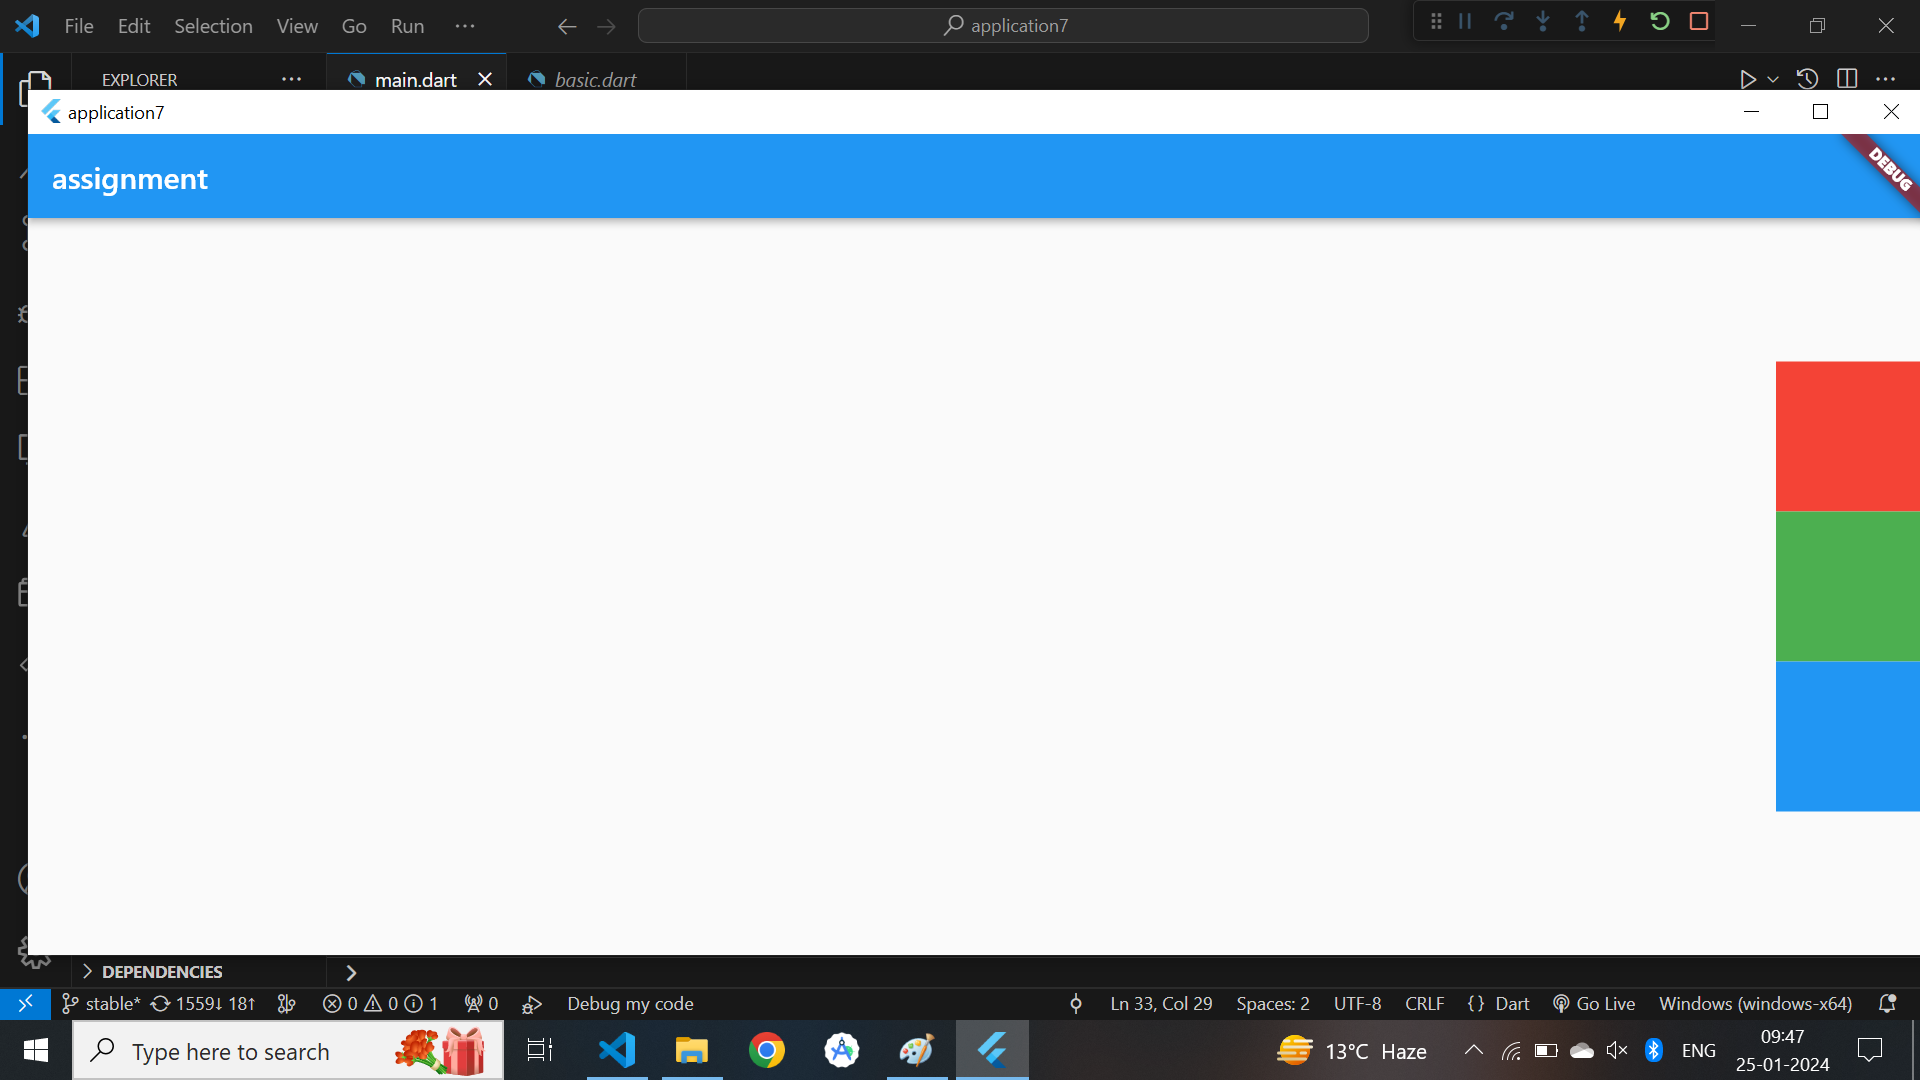 File Edit Selection View Go Run ··· application7
EXPLORER ··· main.dart basic.dart ···
application7
assignment
DEBUG
DEPENDENCIES
stable* 1559↓ 18↑ 0 0 1 0 Debug my code Ln 33, Col 29 Spaces: 2 UTF-8 CRLF {} Dart Go Live Windows (windows-x64)
Type here to search 13°C Haze ENG
09:47
25-01-2024